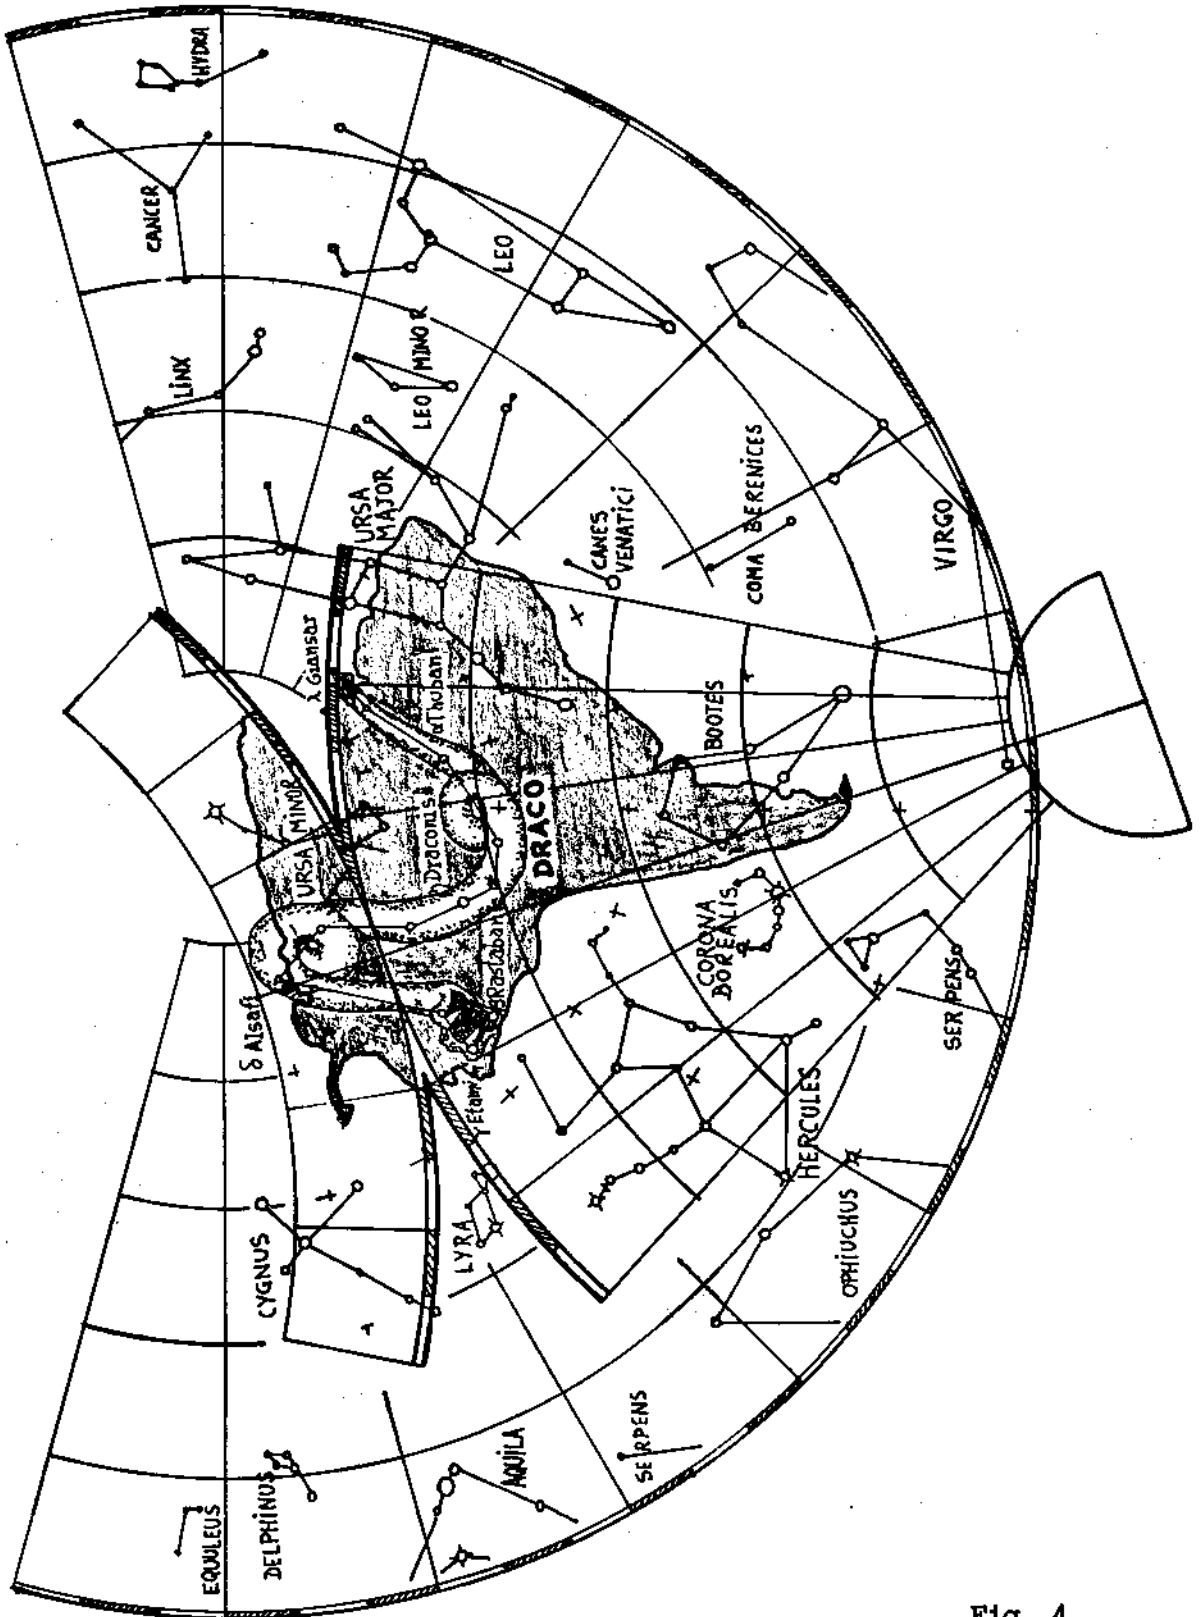 HYDRA
CANCER
LINX
LEO
LEO MINOR
URSA
MAJOR
CANES
VENATICI
COMA BERENICES
VIRGO
λ Giansar
Thuban
BOOTES
URSA MINOR
η Draconis
DRACO
δ Alsafi
β Rastaban
γ Etamin
CORONA
BOREALIS
SERPENS
HERCULES
OPHIUCHUS
CYGNUS
LYRA
SERPENS
AQUILA
DELPHINUS
EQUULEUS
Fig. 4